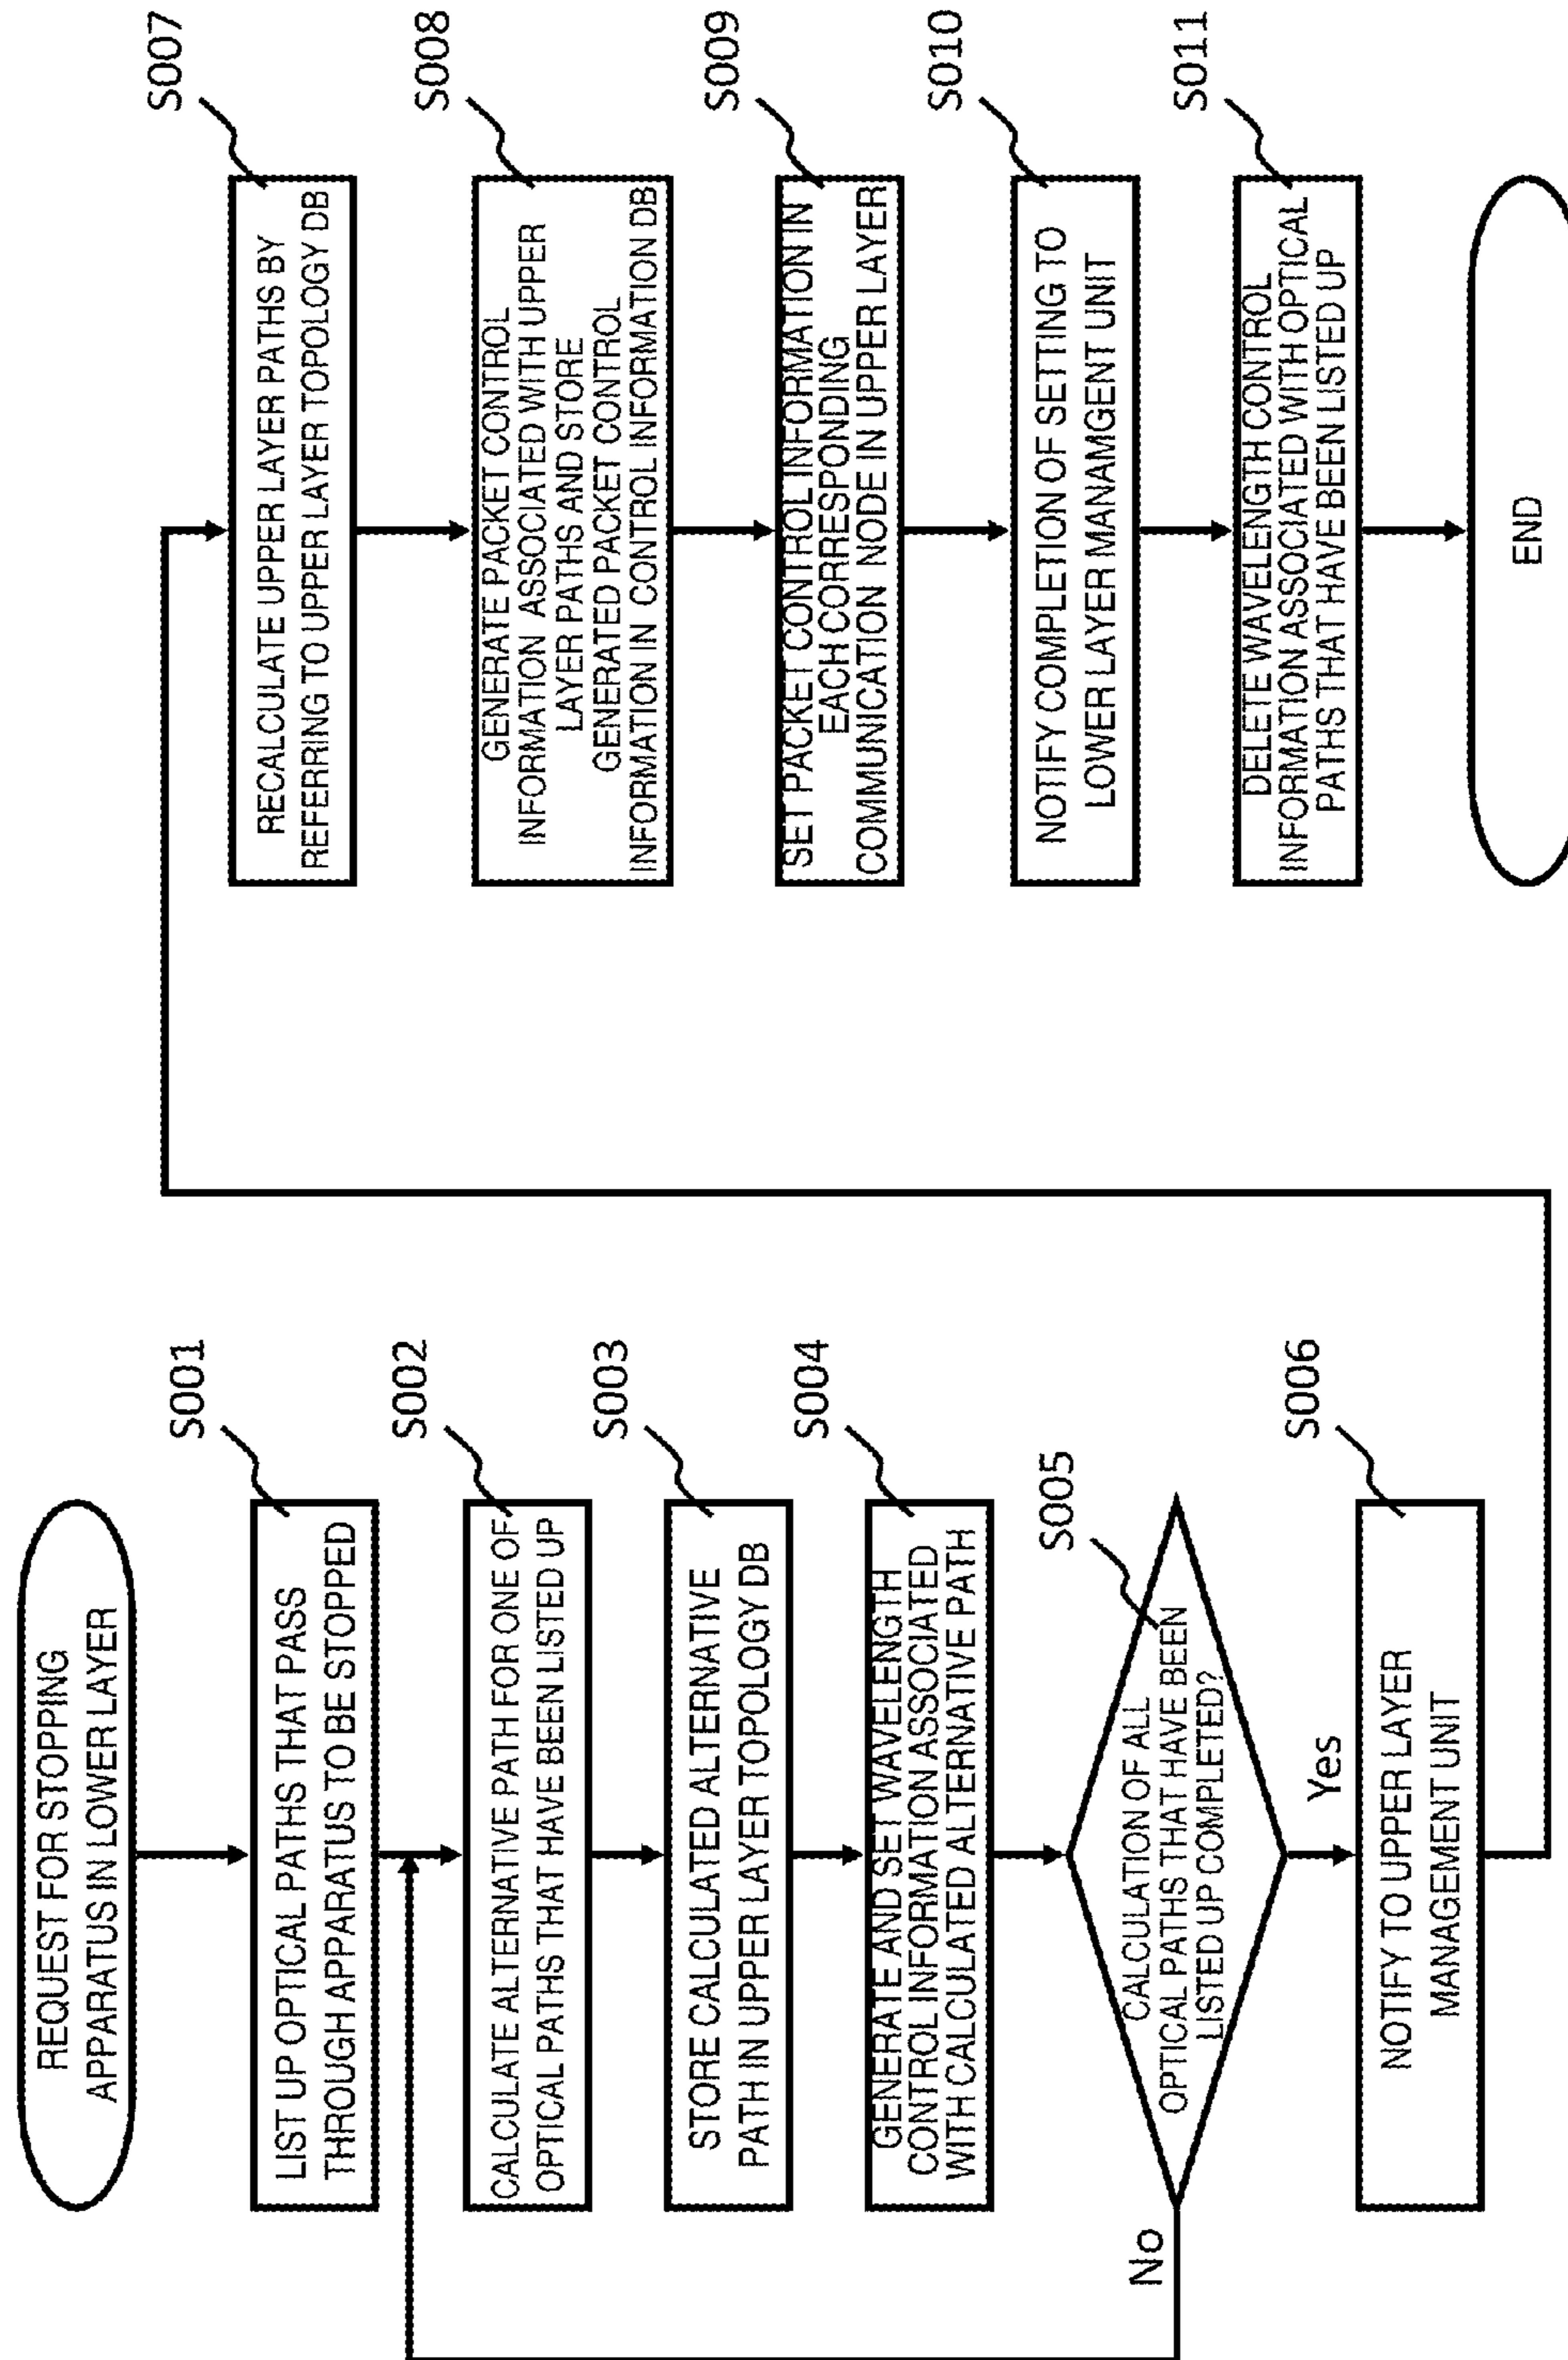 REQUEST FOR STOPPING
APPARATUS IN LOWER LAYER
S001
LIST UP OPTICAL PATHS THAT PASS
THROUGH APPARATUS TO BE STOPPED
S002
CALCULATE ALTERNATIVE PATH FOR ONE OF
OPTICAL PATHS THAT HAVE BEEN LISTED UP
S003
STORE CALCULATED ALTERNATIVE
PATH IN UPPER LAYER TOPOLOGY DB
S004
GENERATE AND SET WAVELENGTH
CONTROL INFORMATION ASSOCIATED
WITH CALCULATED ALTERNATIVE PATH
S005
CALCULATION OF ALL
OPTICAL PATHS THAT HAVE BEEN
LISTED UP COMPLETED?
No
Yes
S006
NOTIFY TO UPPER LAYER
MANAGEMENT UNIT
S007
RECALCULATE UPPER LAYER PATHS BY
REFERRING TO UPPER LAYER TOPOLOGY DB
S008
GENERATE PACKET CONTROL
INFORMATION ASSOCIATED WITH UPPER
LAYER PATHS AND STORE
GENERATED PACKET CONTROL
INFORMATION IN CONTROL INFORMATION DB
S009
SET PACKET CONTROL INFORMATION IN
EACH CORRESPONDING
COMMUNICATION NODE IN UPPER LAYER
S010
NOTIFY COMPLETION OF SETTING TO
LOWER LAYER MANAMGENT UNIT
S011
DELETE WAVELENGTH CONTROL
INFORMATION ASSOCIATED WITH OPTICAL
PATHS THAT HAVE BEEN LISTED UP
END